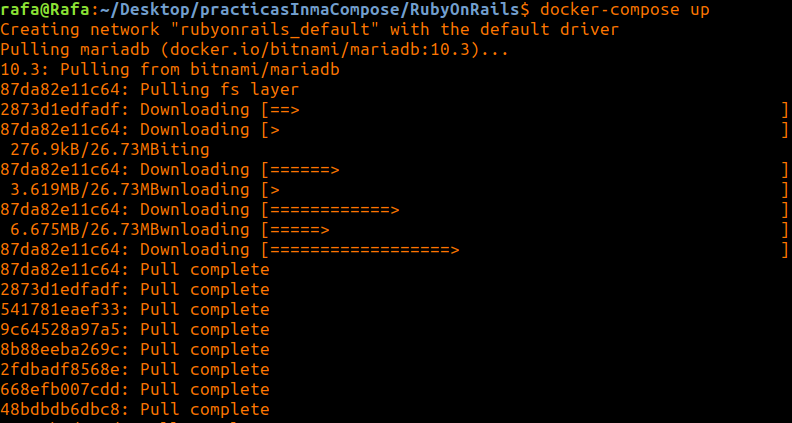 rafa@Rafa:~/Desktop/practicasInmaCompose/RubyOnRails$ docker-compose up
Creating network "rubyonrails_default" with the default driver
Pulling mariadb (docker.io/bitnami/mariadb:10.3)...
10.3: Pulling from bitnami/mariadb
87da82e11c64: Pulling fs layer
2873d1edfadf: Downloading [==>                                                ]
87da82e11c64: Downloading [>                                                  ]
 276.9kB/26.73MBiting
87da82e11c64: Downloading [======>                                            ]
 3.619MB/26.73MBwnloading [>                                                  ]
87da82e11c64: Downloading [============>                                      ]
 6.675MB/26.73MBwnloading [=====>                                             ]
87da82e11c64: Downloading [==================>                                ]
87da82e11c64: Pull complete
2873d1edfadf: Pull complete
541781eaef33: Pull complete
9c64528a97a5: Pull complete
8b88eeba269c: Pull complete
2fdbadf8568e: Pull complete
668efb007cdd: Pull complete
48bdbdb6dbc8: Pull complete